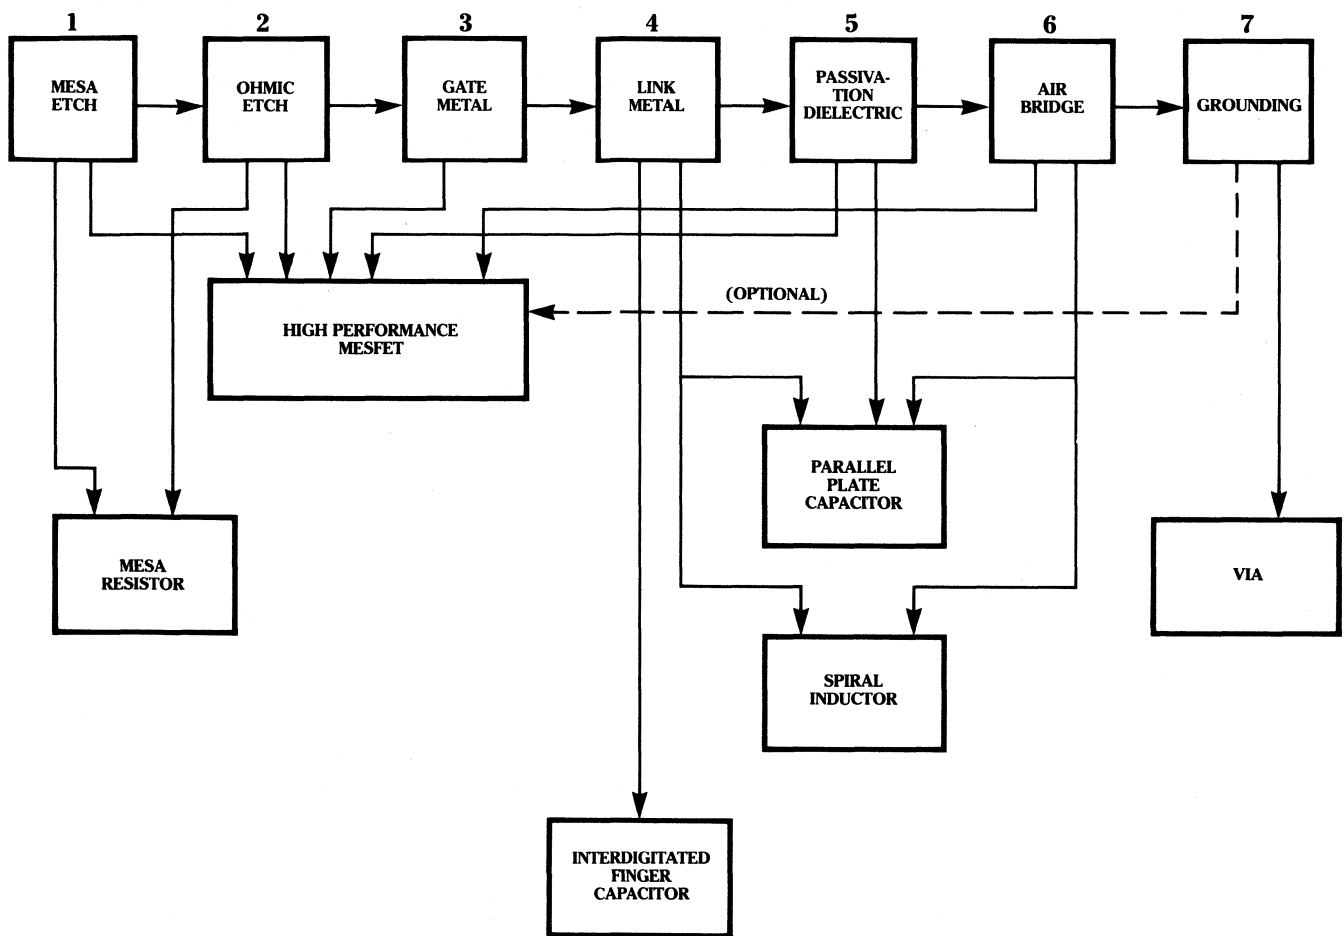 1 2 3 4 5 6 7
MESA
ETCH
OHMIC
ETCH
GATE
METAL
LINK
METAL
PASSIVA-
TION
DIELECTRIC
AIR
BRIDGE
GROUNDING
(OPTIONAL)
HIGH PERFORMANCE
MESFET
PARALLEL
PLATE
CAPACITOR
MESA
RESISTOR
VIA
SPIRAL
INDUCTOR
INTERDIGITATED
FINGER
CAPACITOR